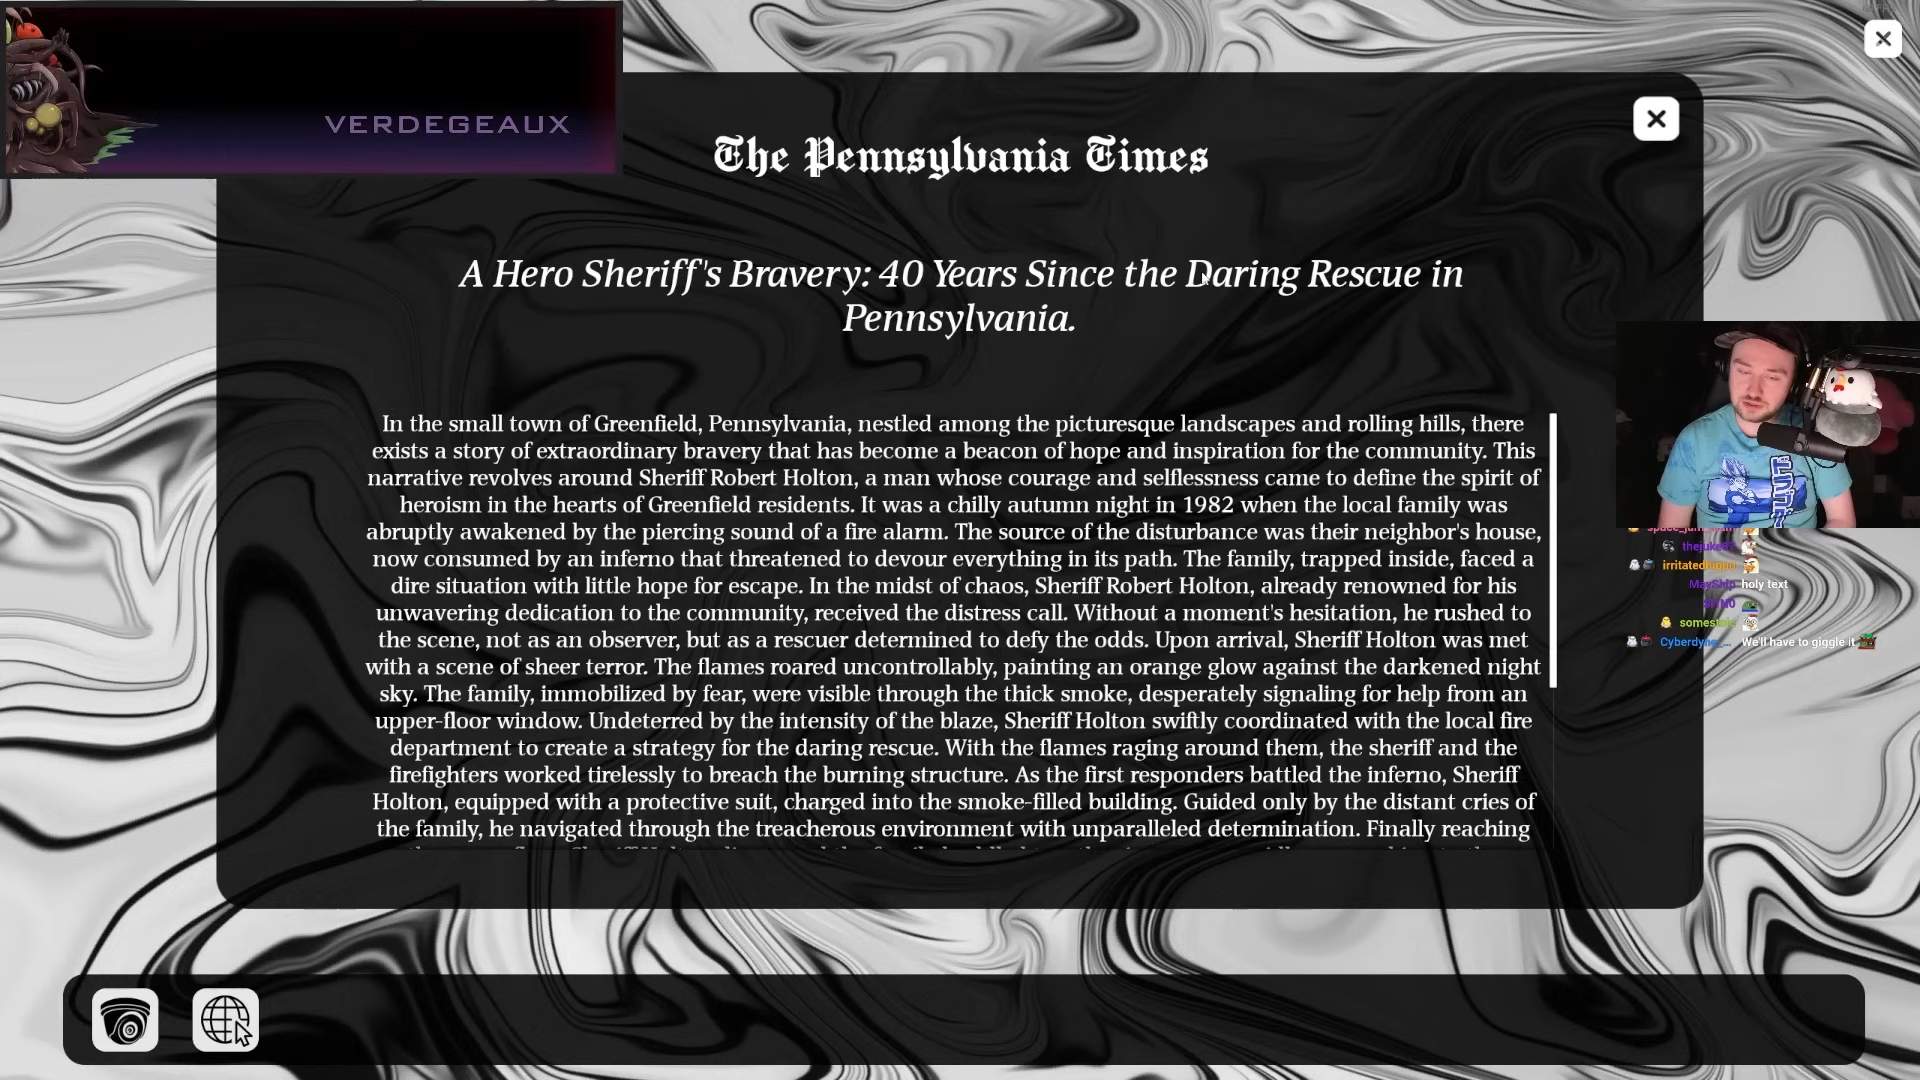 VERDEGEAUX
The Pennsylvania Times
A Hero Sheriff's Bravery: 40 Years Since the Daring Rescue in
Pennsylvania.
In the small town of Greenfield, Pennsylvania, nestled among the picturesque landscapes and rolling hills, there
exists a story of extraordinary bravery that has become a beacon of hope and inspiration for the community. This
narrative revolves around Sheriff Robert Holton, a man whose courage and selflessness came to define the spirit of
heroism in the hearts of Greenfield residents. It was a chilly autumn night in 1982 when the local family was
abruptly awakened by the piercing sound of a fire alarm. The source of the disturbance was their neighbor's house,
now consumed by an inferno that threatened to devour everything in its path. The family, trapped inside, faced a
dire situation with little hope for escape. In the midst of chaos, Sheriff Robert Holton, already renowned for his
unwavering dedication to the community, received the distress call. Without a moment's hesitation, he rushed to
the scene, not as an observer, but as a rescuer determined to defy the odds. Upon arrival, Sheriff Holton was met
with a scene of sheer terror. The flames roared uncontrollably, painting an orange glow against the darkened night
sky. The family, immobilized by fear, were visible through the thick smoke, desperately signaling for help from an
upper-floor window. Undeterred by the intensity of the blaze, Sheriff Holton swiftly coordinated with the local fire
department to create a strategy for the daring rescue. With the flames raging around them, the sheriff and the
firefighters worked tirelessly to breach the burning structure. As the first responders battled the inferno, Sheriff
Holton, equipped with a protective suit, charged into the smoke-filled building. Guided only by the distant cries of
the family, he navigated through the treacherous environment with unparalleled determination. Finally reaching
irritatedhippo
MayShip holy text
We'll have to giggle it